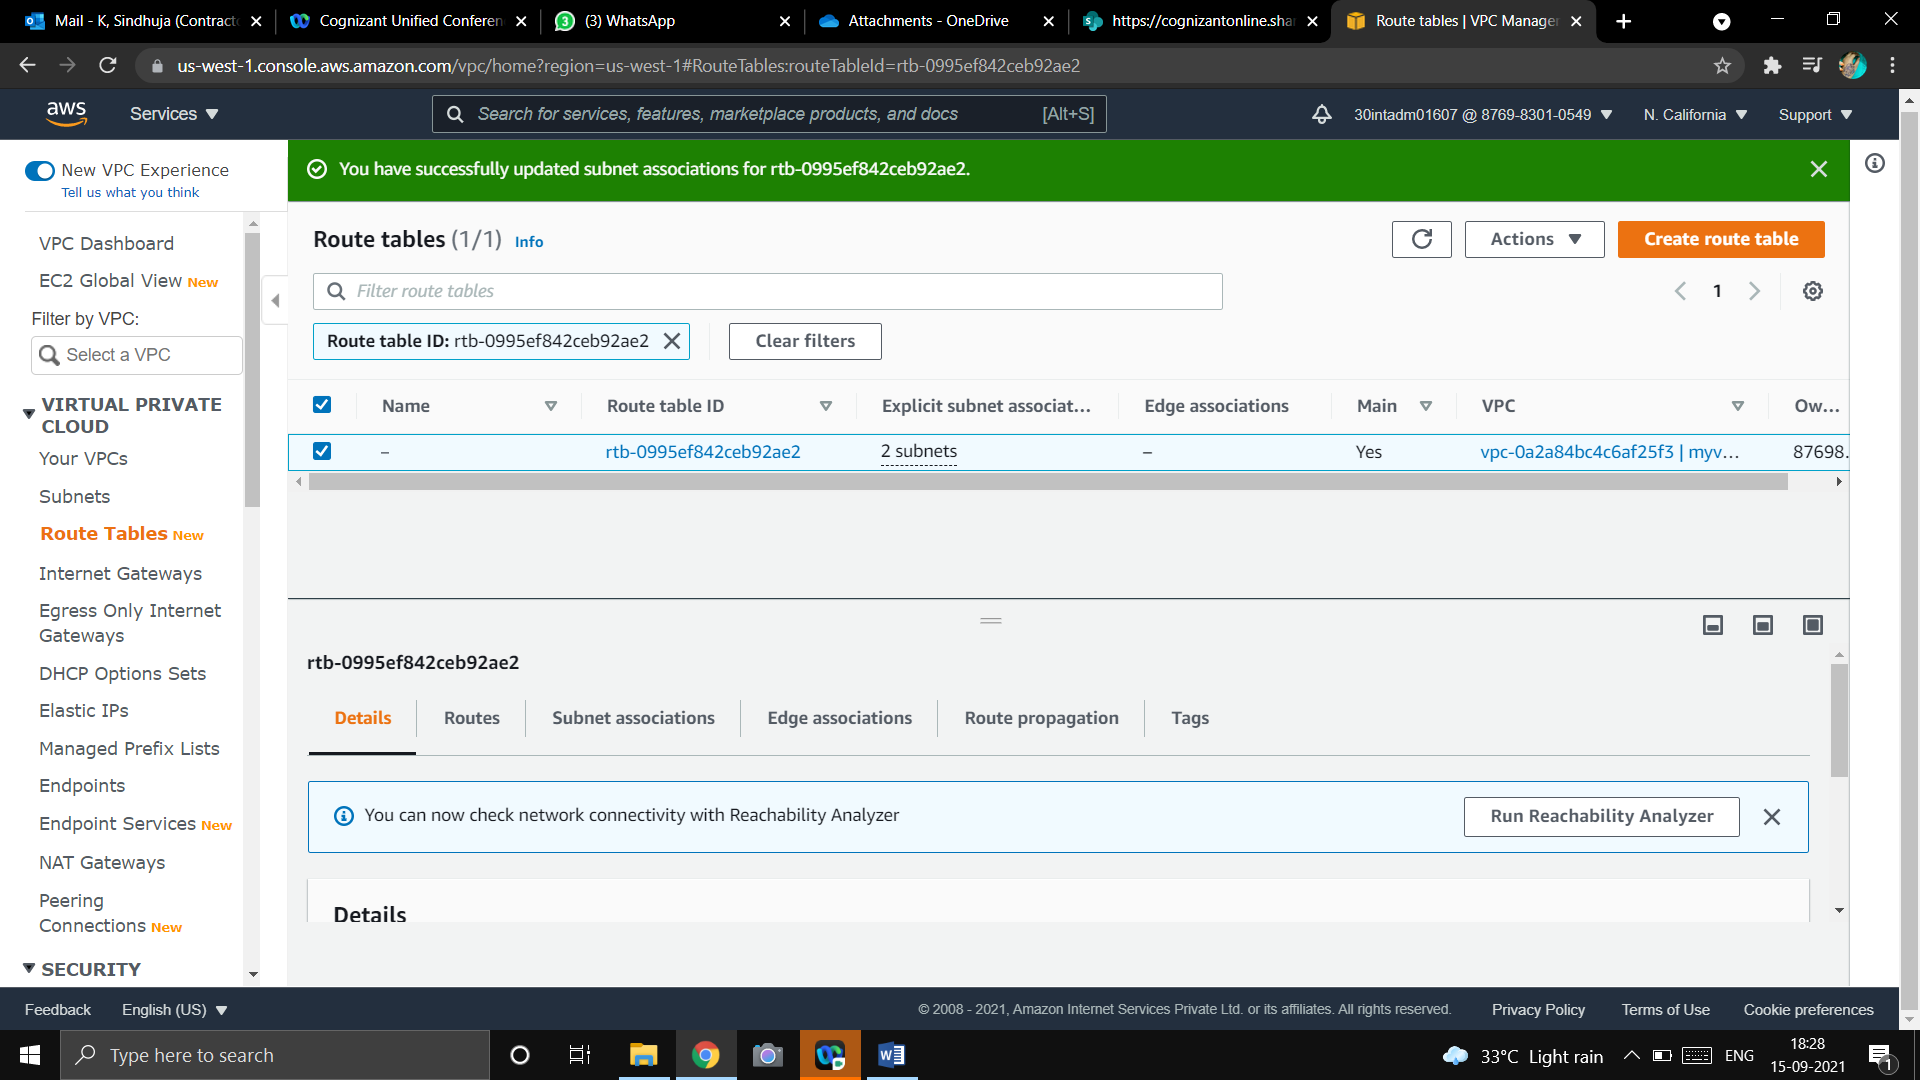 Mail - K, Sindhuja (Contract
Cognizant Unified Conferen
(3) WhatsApp
Attachments - OneDrive
https://cognizantonline.sha
Route tables | VPC Manager
us-west-1.console.aws.amazon.com/vpc/home?region=us-west-1#RouteTables:routeTableId=rtb-0995ef842ceb92ae2
aws
Services
Search for services, features, marketplace products, and docs
[Alt+S]
30intadm01607 @ 8769-8301-0549
N. California
Support
New VPC Experience
Tell us what you think
VPC Dashboard
EC2 Global View New
Filter by VPC:
Select a VPC
VIRTUAL PRIVATE
CLOUD
Your VPCs
Subnets
Route Tables New
Internet Gateways
Egress Only Internet
Gateways
DHCP Options Sets
Elastic IPs
Managed Prefix Lists
Endpoints
Endpoint Services New
NAT Gateways
Peering
Connections New
SECURITY
You have successfully updated subnet associations for rtb-0995ef842ceb92ae2.
Route tables (1/1) Info
Actions
Create route table
Filter route tables
1
Route table ID: rtb-0995ef842ceb92ae2
Clear filters
Name
Route table ID
Explicit subnet associat...
Edge associations
Main
VPC
Ow...
–
rtb-0995ef842ceb92ae2
2 subnets
–
Yes
vpc-0a2a84bc4c6af25f3 | myv...
87698.
rtb-0995ef842ceb92ae2
Details
Routes
Subnet associations
Edge associations
Route propagation
Tags
You can now check network connectivity with Reachability Analyzer
Run Reachability Analyzer
Details
Feedback
English (US)
© 2008 - 2021, Amazon Internet Services Private Ltd. or its affiliates. All rights reserved.
Privacy Policy
Terms of Use
Cookie preferences
Type here to search
33°C Light rain
ENG
18:28
15-09-2021
1